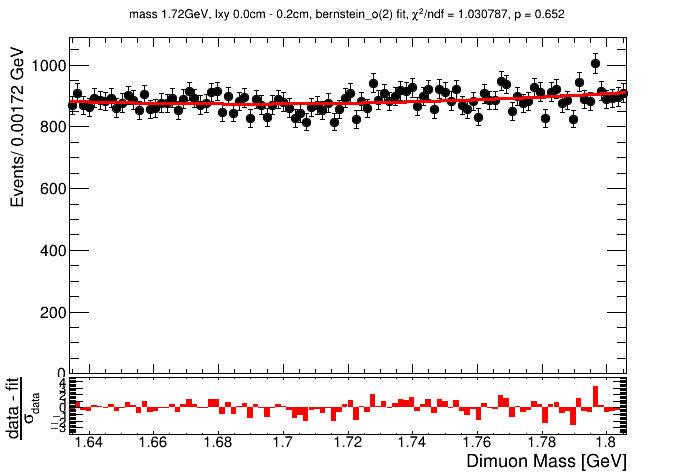 mass 1.72GeV, lxy 0.0cm - 0.2cm, bernstein_o(2) fit, χ²/ndf = 1.030787, p = 0.652
Events/ 0.00172 GeV
1000
800
600
400
200
0
data - fit
σdata
4
3
2
0
1.64 1.66 1.68 1.7 1.72 1.74 1.76 1.78 1.8
Dimuon Mass [GeV]